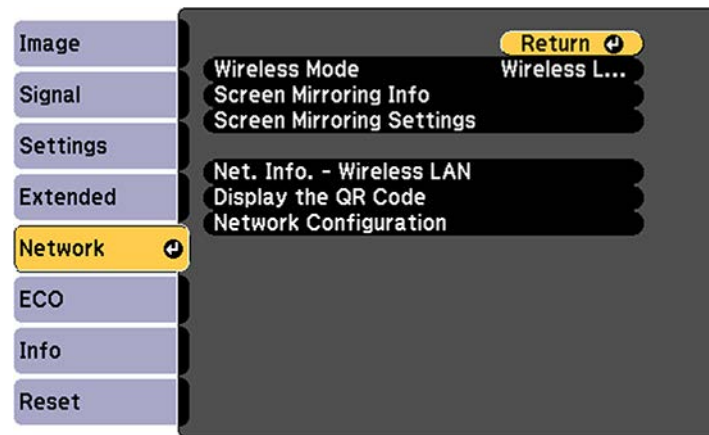 Image
Signal
Settings
Extended
Network
ECO
Info
Reset
Return
Wireless Mode Wireless L...
Screen Mirroring Info
Screen Mirroring Settings
Net. Info. - Wireless LAN
Display the QR Code
Network Configuration